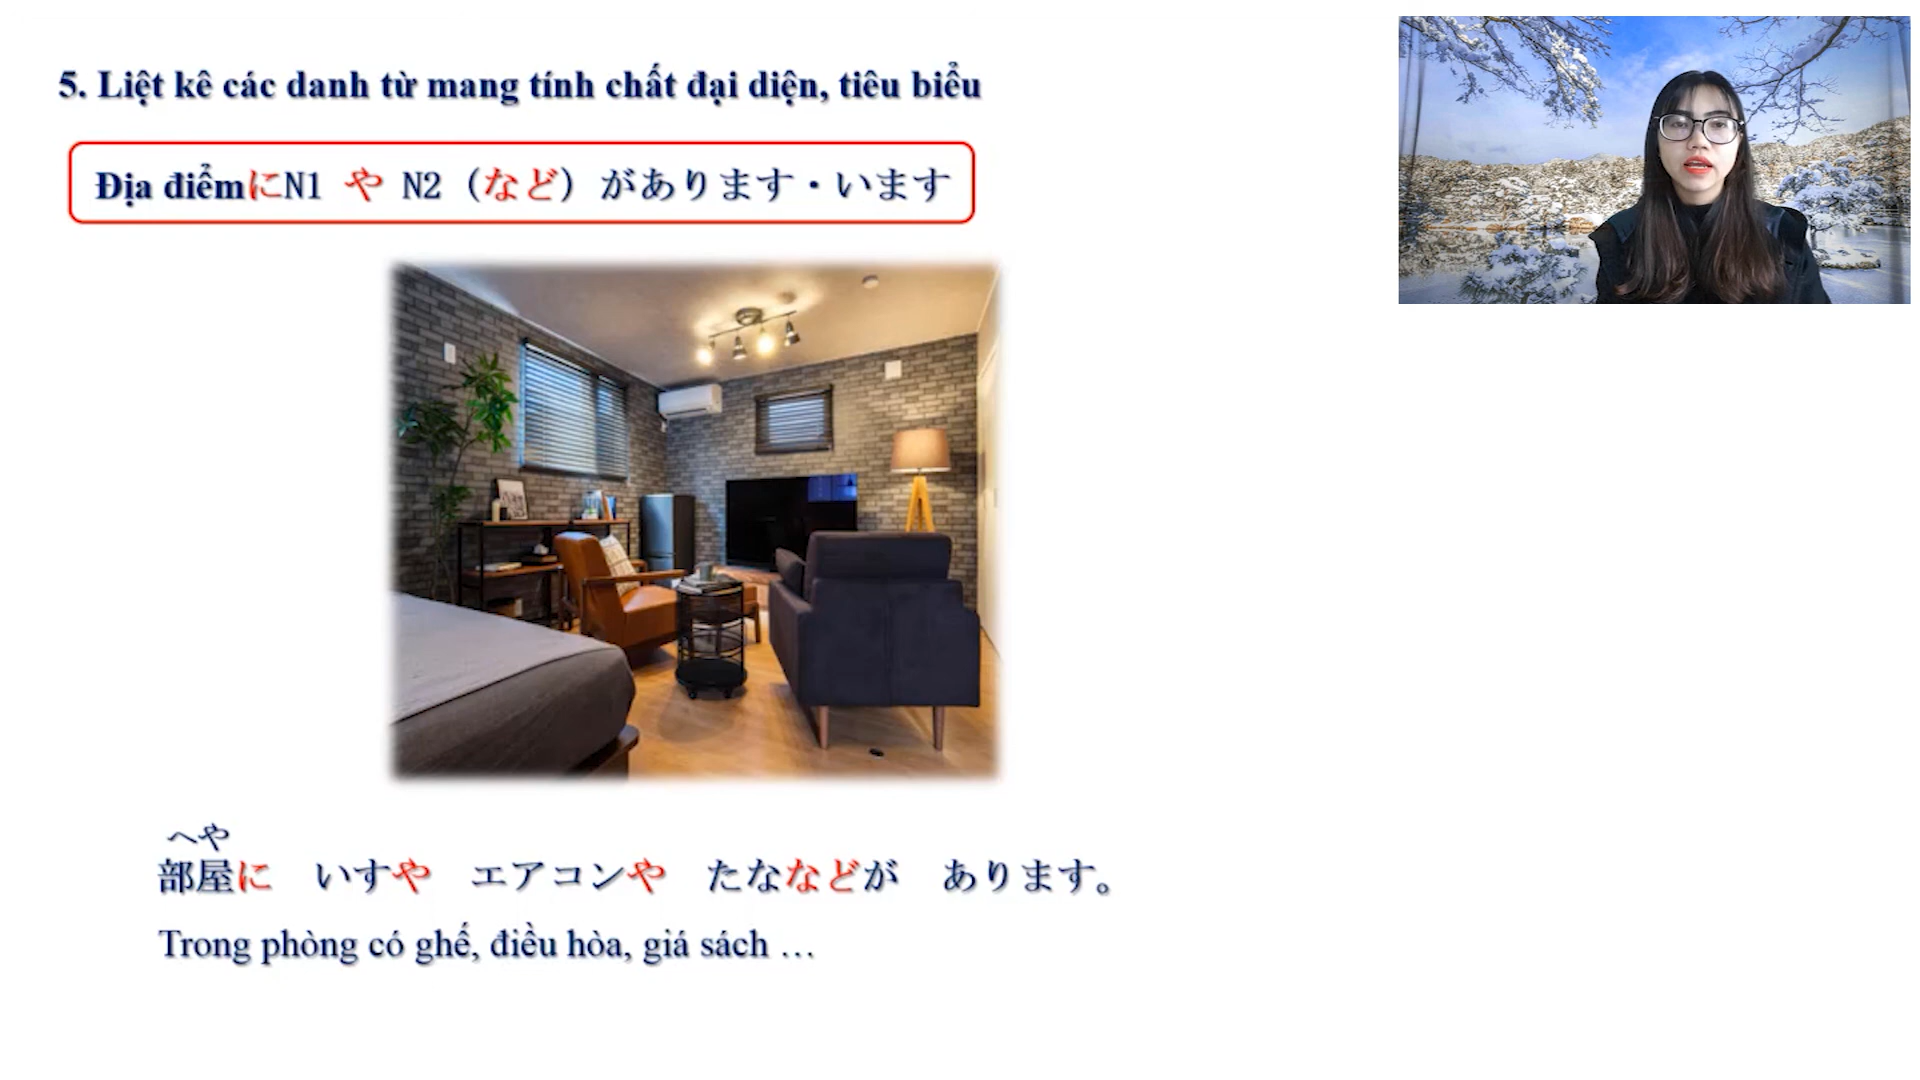 5. Liệt kê các danh từ mang tính chất đại diện, tiêu biểu
Địa điểmにN1 や N2（など）があります・います
へや
部屋に　いすや　エアコンや　たななどが　あります。
Trong phòng có ghế, điều hòa, giá sách …